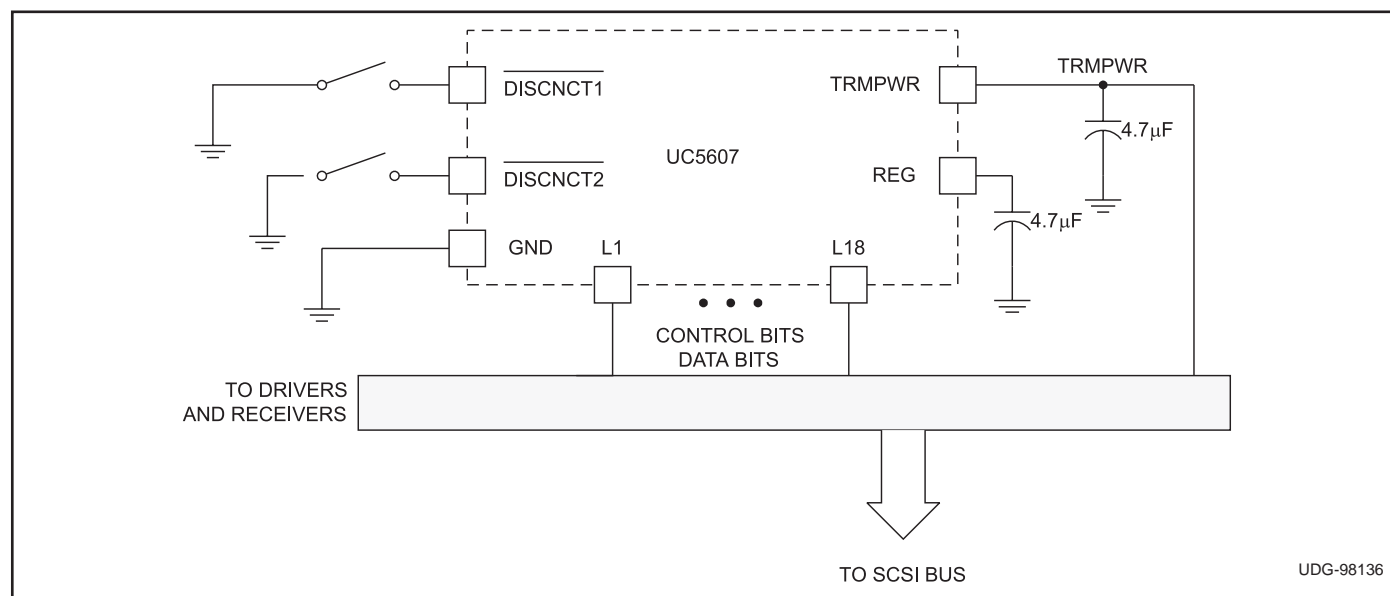 DISCNCT1
TRMPWR
TRMPWR
4.7µF
UC5607
DISCNCT2
REG
4.7µF
GND
L1
L18
CONTROL BITS
DATA BITS
TO DRIVERS
AND RECEIVERS
TO SCSI BUS
UDG-98136